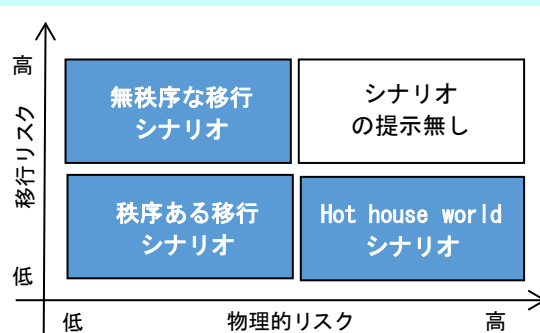 高
無秩序な移行
シナリオ
シナリオ
の提示無し
移行リスク
秩序ある移行
シナリオ
Hot house world
シナリオ
低
低
物理的リスク
高